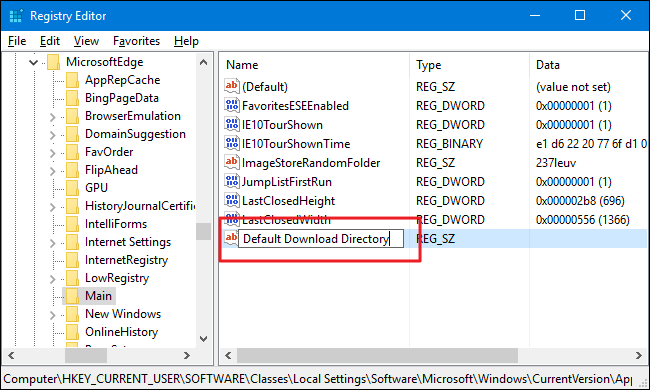 Registry Editor
File Edit View Favorites Help
MicrosoftEdge
AppRepCache
BingPageData
BrowserEmulation
DomainSuggestion
FavOrder
FlipAhead
GPU
HistoryJournalCertific
IntelliForms
Internet Settings
InternetRegistry
LowRegistry
Main
New Windows
OnlineHistory
Name Type Data
(Default) REG_SZ (value not set)
FavoritesESEEnabled REG_DWORD 0x00000001 (1)
IE10TourShown REG_DWORD 0x00000001 (1)
IE10TourShownTime REG_BINARY e1 d6 22 20 77 6f d1 0
ImageStoreRandomFolder REG_SZ 237leuv
JumpListFirstRun REG_DWORD 0x00000001 (1)
LastClosedHeight REG_DWORD 0x000002b8 (696)
LastClosedWidth REG_DWORD 0x00000556 (1366)
Default Download Directory REG_SZ
Computer\HKEY_CURRENT_USER\SOFTWARE\Classes\Local Settings\Software\Microsoft\Windows\CurrentVersion\App